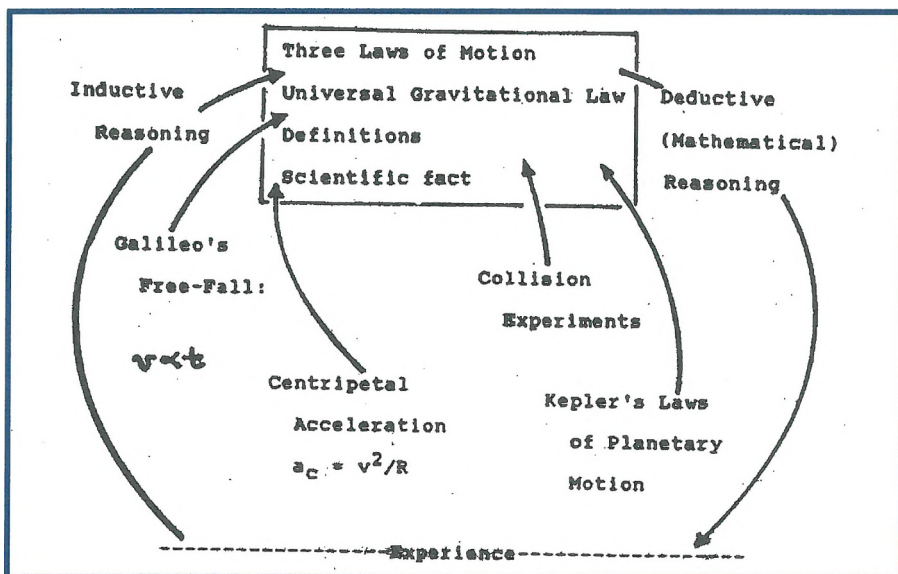 Three Laws of Motion
Universal Gravitational Law
Definitions
Scientific fact
Inductive
Reasoning
Deductive
(Mathematical)
Reasoning
Galileo's
Free-Fall:
v∝t
Centripetal
Acceleration
a_c = v²/R
Collision
Experiments
Kepler's Laws
of Planetary
Motion
Experience